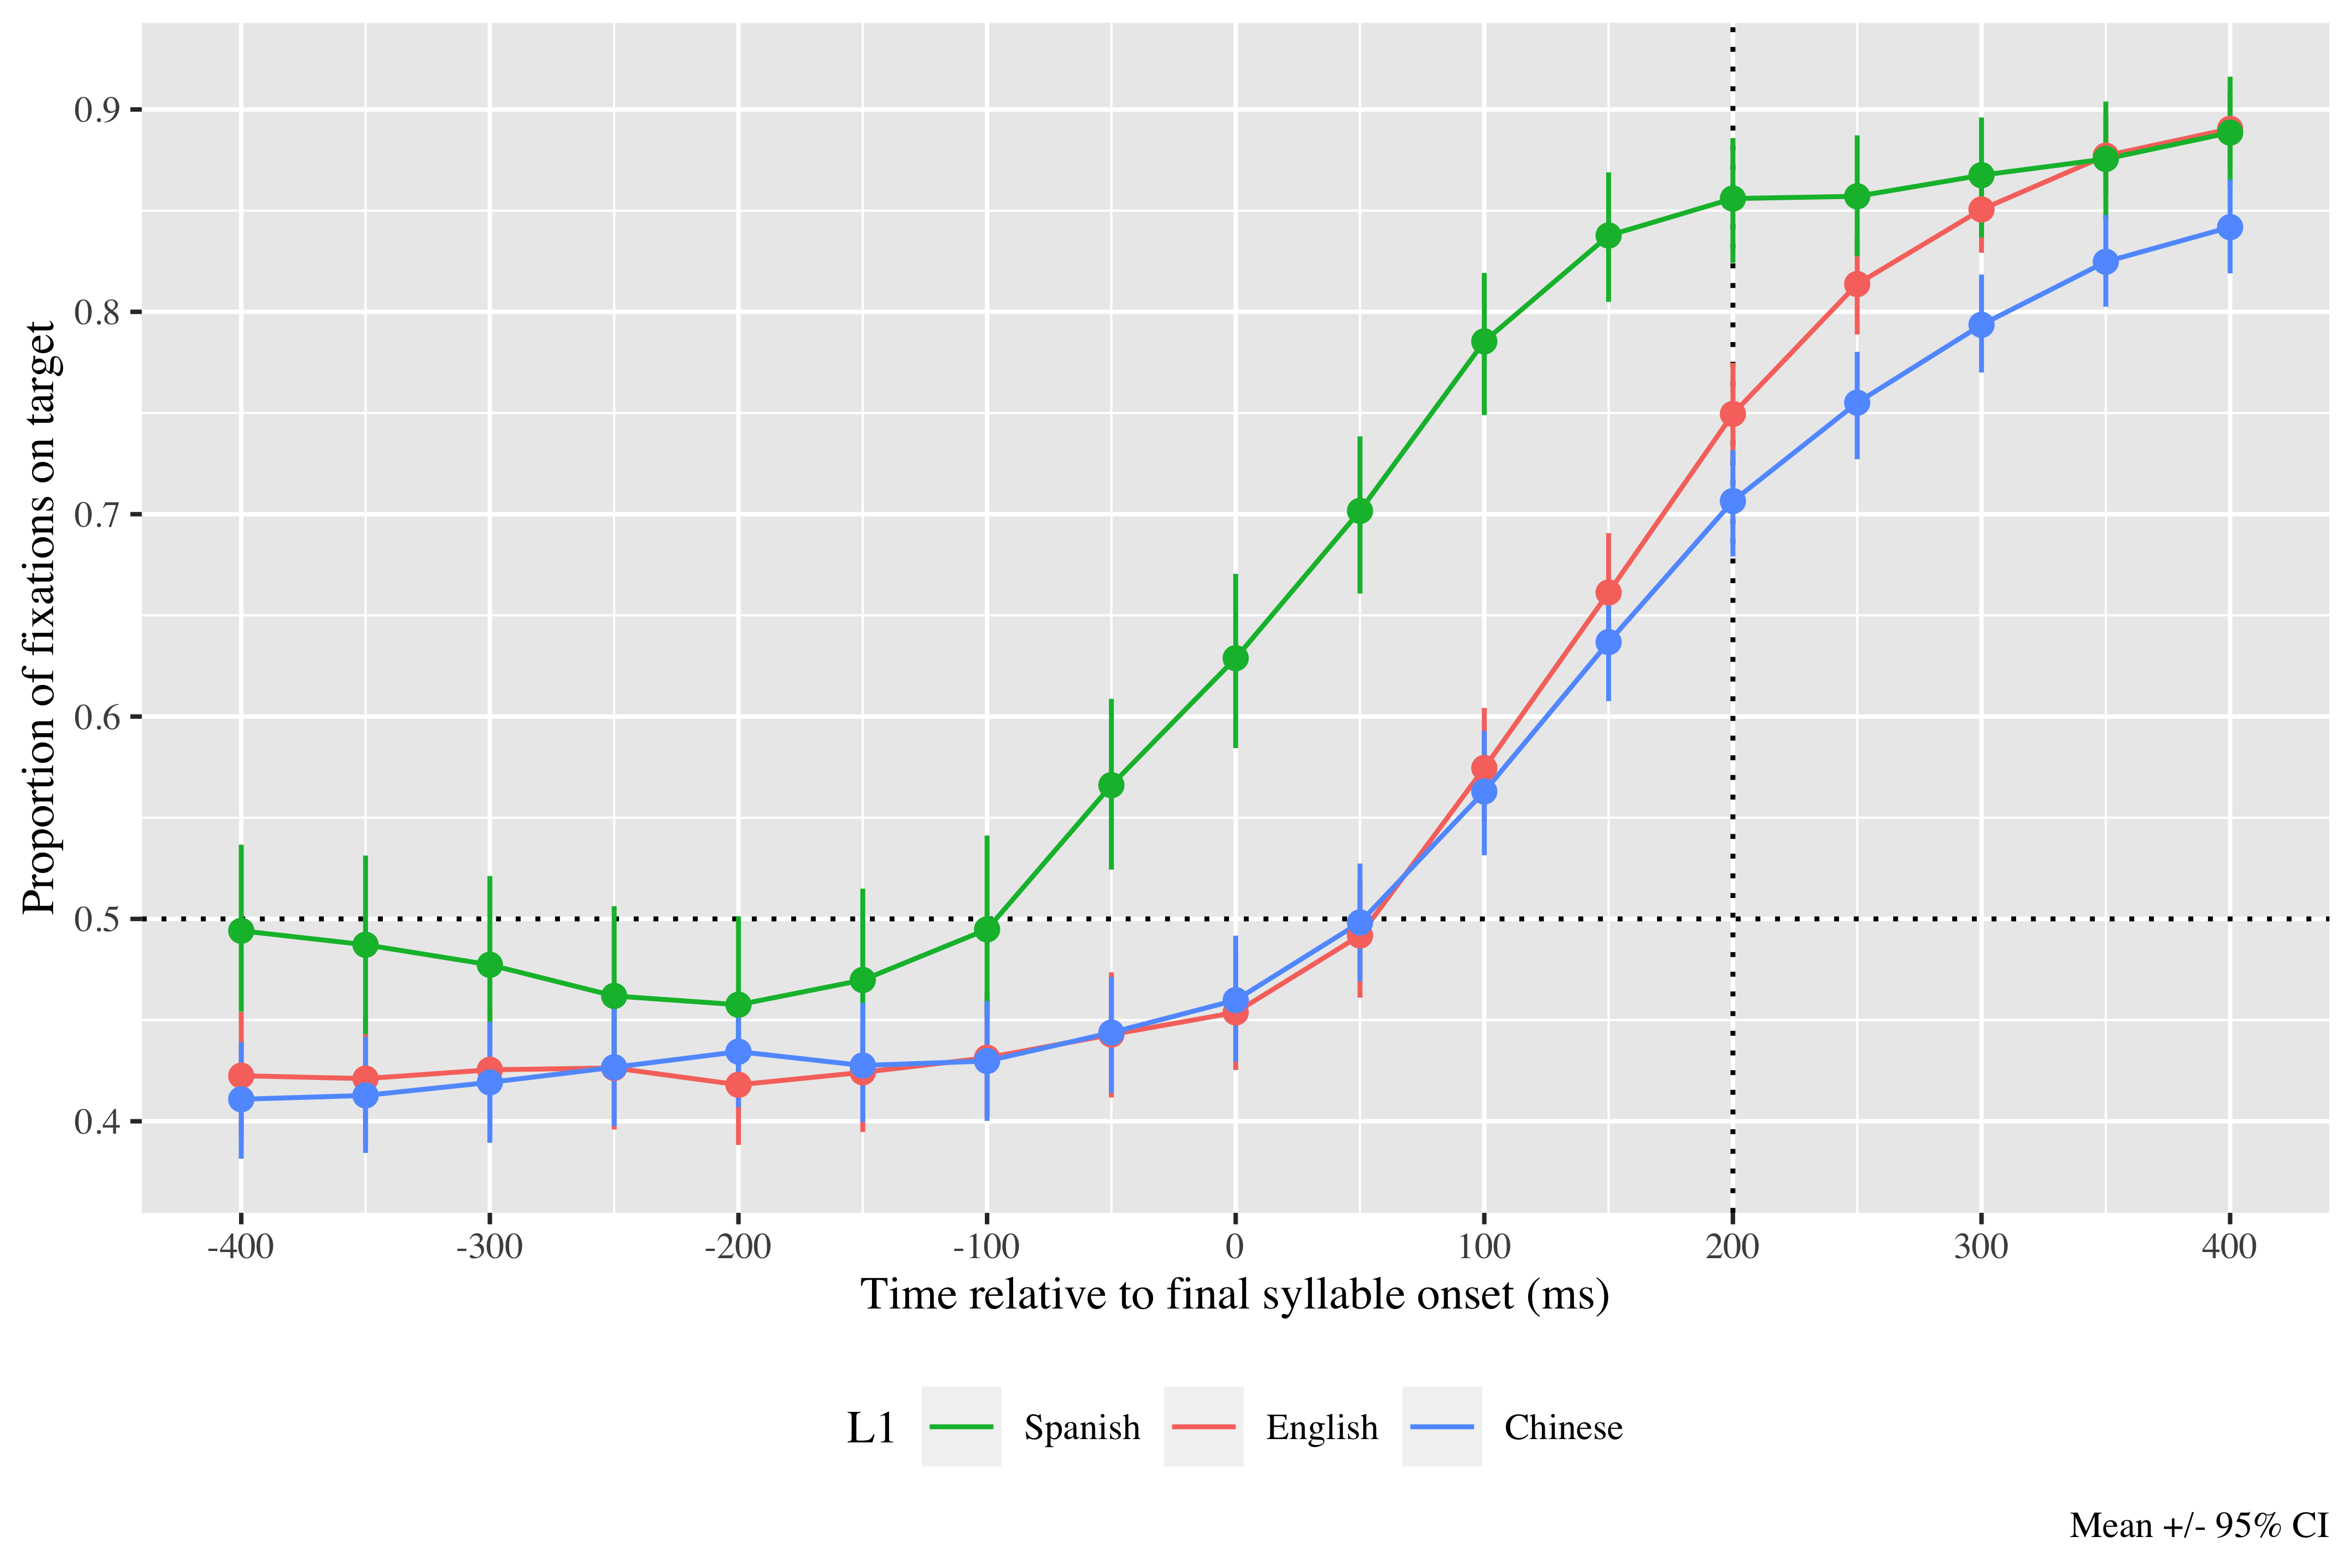 Proportion of fixations on target
0.9
0.8
0.7
0.6
0.5
0.4
-400 -300 -200 -100 0 100 200 300 400
Time relative to final syllable onset (ms)
L1 Spanish English Chinese
Mean +/- 95% CI